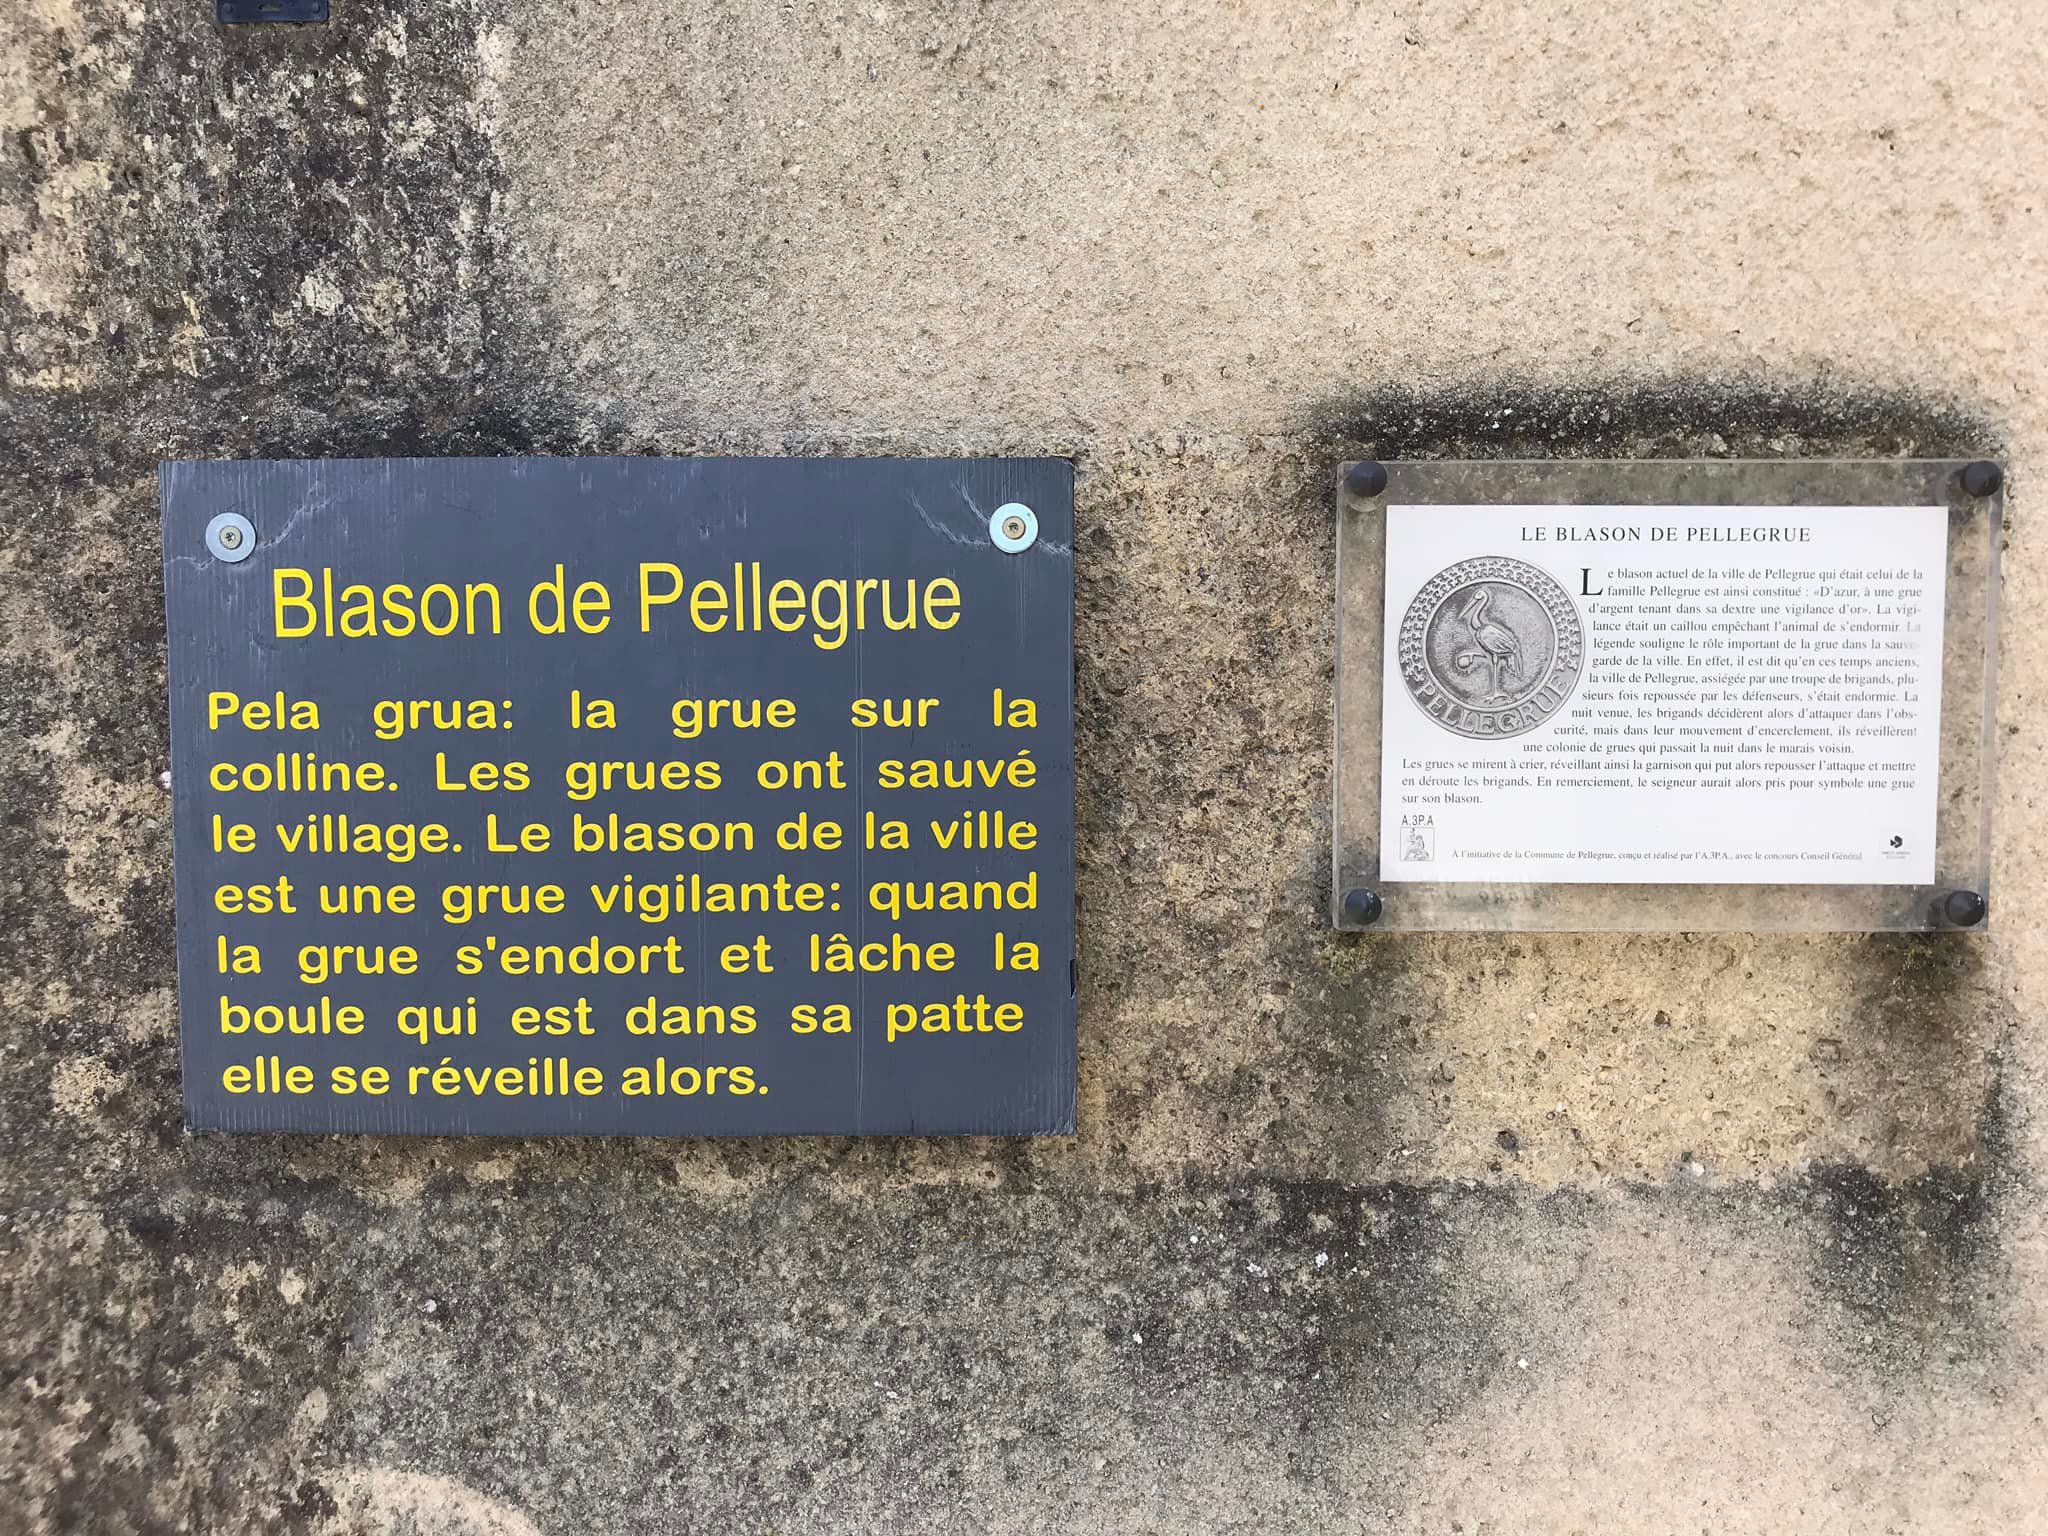 Blason de Pellegrue
Pela grua: la grue sur la
colline. Les grues ont sauvé
le village. Le blason de la ville
est une grue vigilante: quand
la grue s'endort et lâche la
boule qui est dans sa patte
elle se réveille alors.
LE BLASON DE PELLEGRUE
PELLEGRUE
Le blason actuel de la ville de Pellegrue qui était celui de la
famille Pellegrue est ainsi constitué : «D'azur, à une grue
d'argent tenant dans sa dextre une vigilance d'or». La vigi-
lance était un caillou empêchant l'animal de s'endormir. La
légende souligne le rôle important de la grue dans la sauve-
garde de la ville. En effet, il est dit qu'en ces temps anciens,
la ville de Pellegrue, assiégée par une troupe de brigands, plu-
sieurs fois repoussée par les défenseurs, s'était endormie. La
nuit venue, les brigands décidèrent alors d'attaquer dans l'obs-
curité, mais dans leur mouvement d'encerclement, ils réveillèrent
une colonie de grues qui passait la nuit dans le marais voisin.
Les grues se mirent à crier, réveillant ainsi la garnison qui put alors repousser l'attaque et mettre
en déroute les brigands. En remerciement, le seigneur aurait alors pris pour symbole une grue
sur son blason.
A.3P.A
À l'initiative de la Commune de Pellegrue, conçu et réalisé par l'A.3P.A., avec le concours Conseil Général